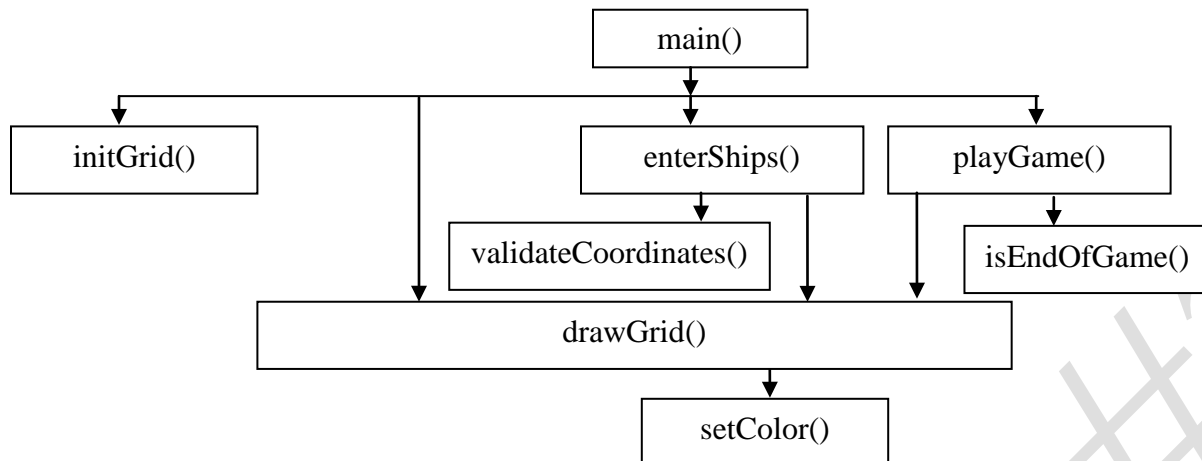 main()
initGrid()
enterShips()
playGame()
validateCoordinates()
isEndOfGame()
drawGrid()
setColor()